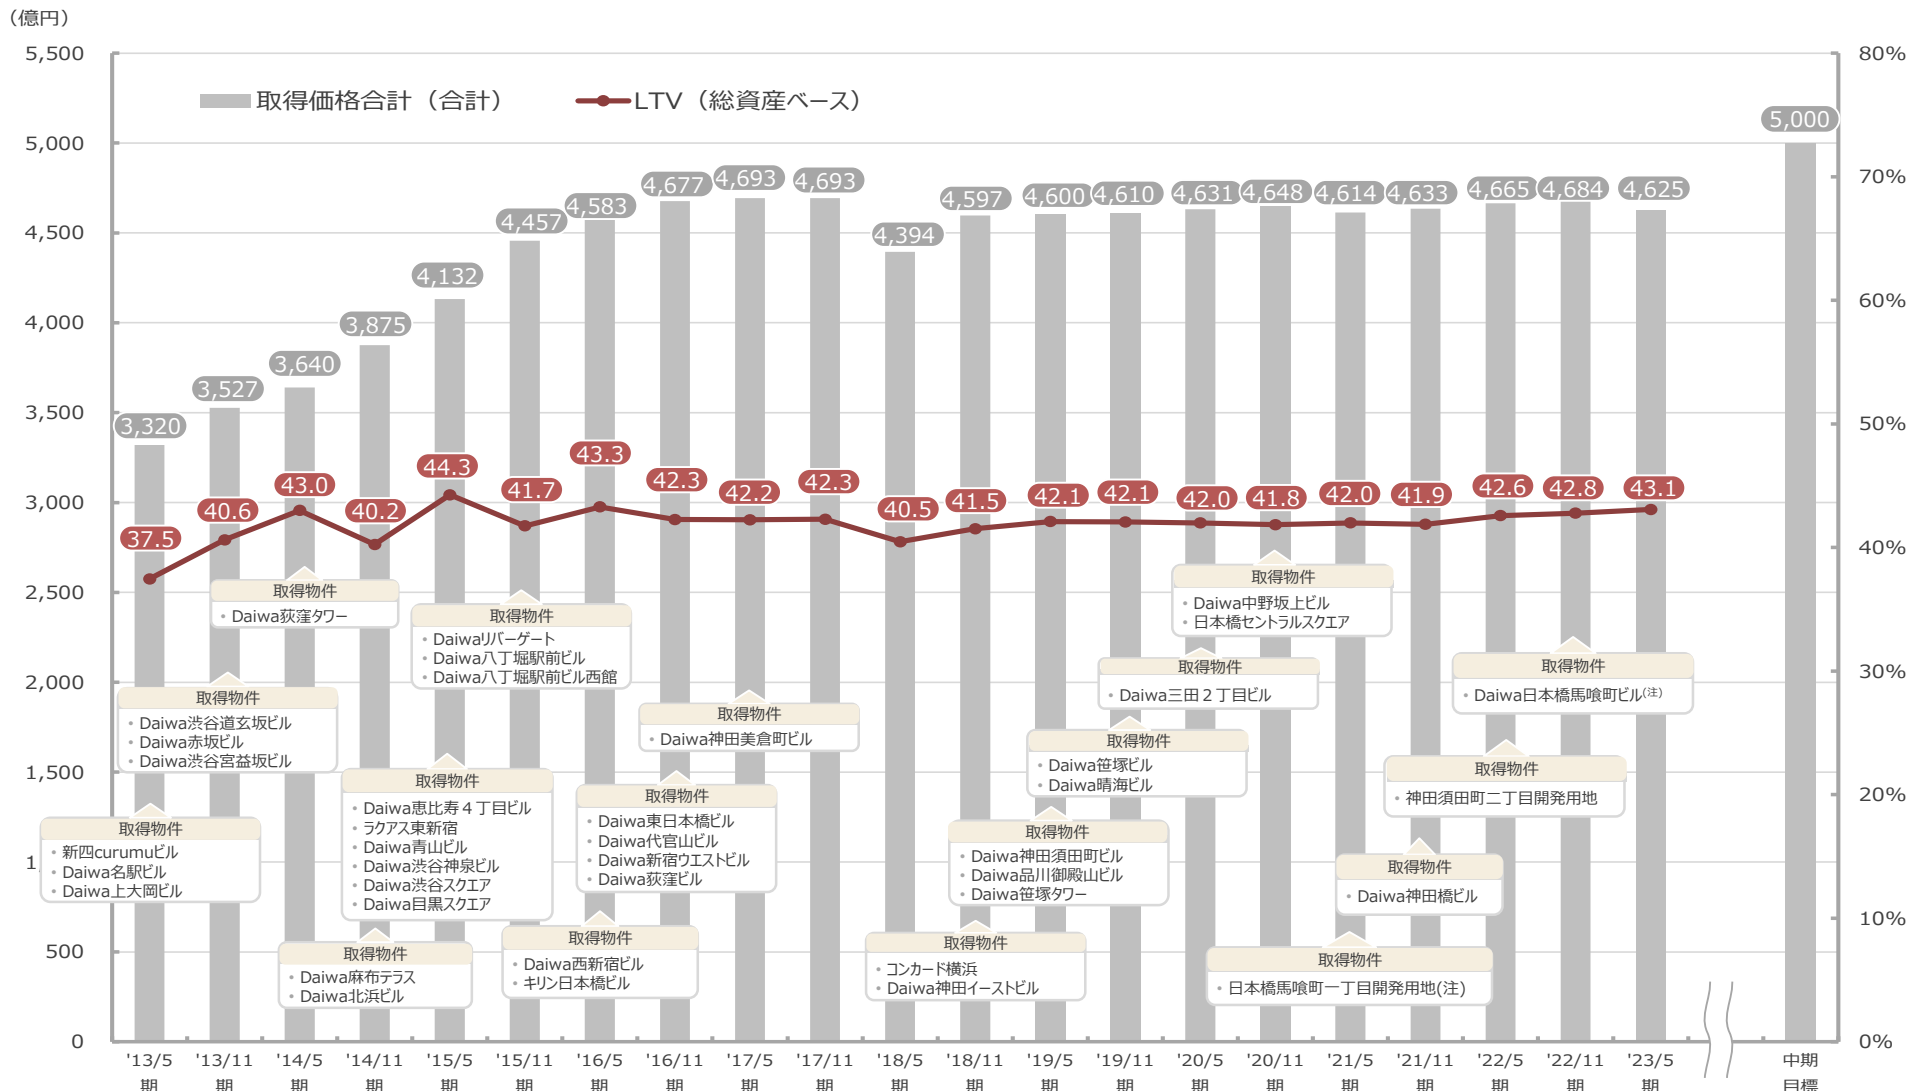 （億円）
5,500
5,000
4,500
4,000
3,500
3,000
2,500
2,000
1,500
1,
500
0
80%
70%
60%
50%
40%
30%
20%
10%
0%
取得価格合計（合計）
LTV（総資産ベース）
3,320
3,527
3,640
3,875
4,132
4,457
4,583
4,677
4,693
4,693
4,394
4,597
4,600
4,610
4,631
4,648
4,614
4,633
4,665
4,684
4,625
5,000
37.5
40.6
43.0
40.2
44.3
41.7
43.3
42.3
42.2
42.3
40.5
41.5
42.1
42.1
42.0
41.8
42.0
41.9
42.6
42.8
43.1
取得物件
・新四curumuビル
・Daiwa名駅ビル
・Daiwa上大岡ビル
取得物件
・Daiwa渋谷道玄坂ビル
・Daiwa赤坂ビル
・Daiwa渋谷宮益坂ビル
取得物件
・Daiwa荻窪タワー
取得物件
・Daiwa麻布テラス
・Daiwa北浜ビル
取得物件
・Daiwa恵比寿４丁目ビル
・ラクアス東新宿
・Daiwa青山ビル
・Daiwa渋谷神泉ビル
・Daiwa渋谷スクエア
・Daiwa目黒スクエア
取得物件
・Daiwaリバーゲート
・Daiwa八丁堀駅前ビル
・Daiwa八丁堀駅前ビル西館
取得物件
・Daiwa西新宿ビル
・キリン日本橋ビル
取得物件
・Daiwa東日本橋ビル
・Daiwa代官山ビル
・Daiwa新宿ウエストビル
・Daiwa荻窪ビル
取得物件
・Daiwa神田美倉町ビル
取得物件
・コンカード横浜
・Daiwa神田イーストビル
取得物件
・Daiwa神田須田町ビル
・Daiwa品川御殿山ビル
・Daiwa笹塚タワー
取得物件
・Daiwa笹塚ビル
・Daiwa晴海ビル
取得物件
・Daiwa三田２丁目ビル
取得物件
・Daiwa中野坂上ビル
・日本橋セントラルスクエア
取得物件
・日本橋馬喰町一丁目開発用地(注)
取得物件
・Daiwa神田橋ビル
取得物件
・神田須田町二丁目開発用地
取得物件
・Daiwa日本橋馬喰町ビル(注)
'13/5
期
'13/11
期
'14/5
期
'14/11
期
'15/5
期
'15/11
期
'16/5
期
'16/11
期
'17/5
期
'17/11
期
'18/5
期
'18/11
期
'19/5
期
'19/11
期
'20/5
期
'20/11
期
'21/5
期
'21/11
期
'22/5
期
'22/11
期
'23/5
期
中期
目標